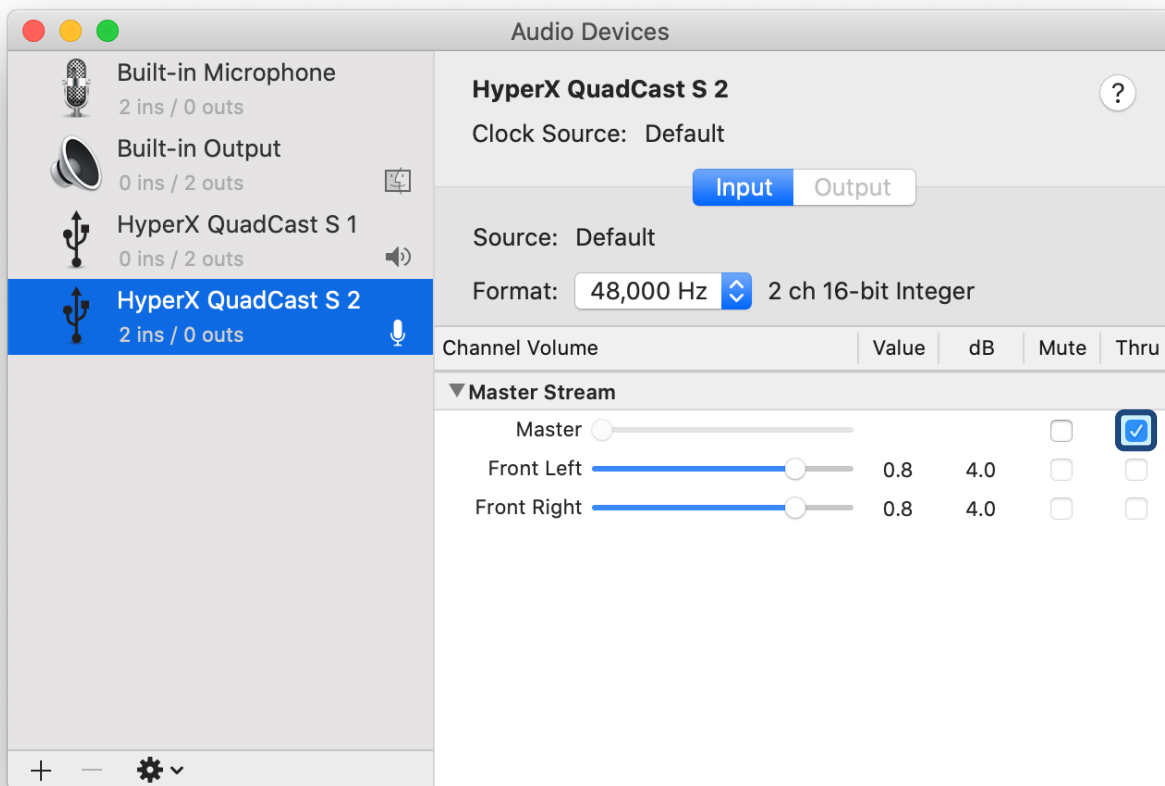 Audio Devices
Built-in Microphone
2 ins / 0 outs
Built-in Output
0 ins / 2 outs
HyperX QuadCast S 1
0 ins / 2 outs
HyperX QuadCast S 2
2 ins / 0 outs
HyperX QuadCast S 2
?
Clock Source: Default
Input Output
Source: Default
Format: 48,000 Hz 2 ch 16-bit Integer
Channel Volume Value dB Mute Thru
Master Stream
Master
Front Left 0.8 4.0
Front Right 0.8 4.0